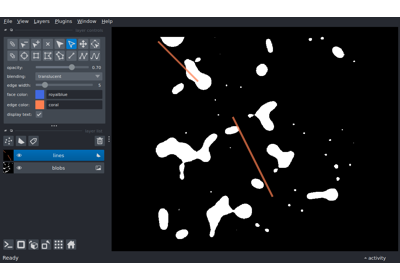 File View Layers Plugins Window Help
opacity: 0.70
blending: translucent
edge width: 5
face color: royalblue
edge color: coral
display text:
lines
blobs
Ready
activity